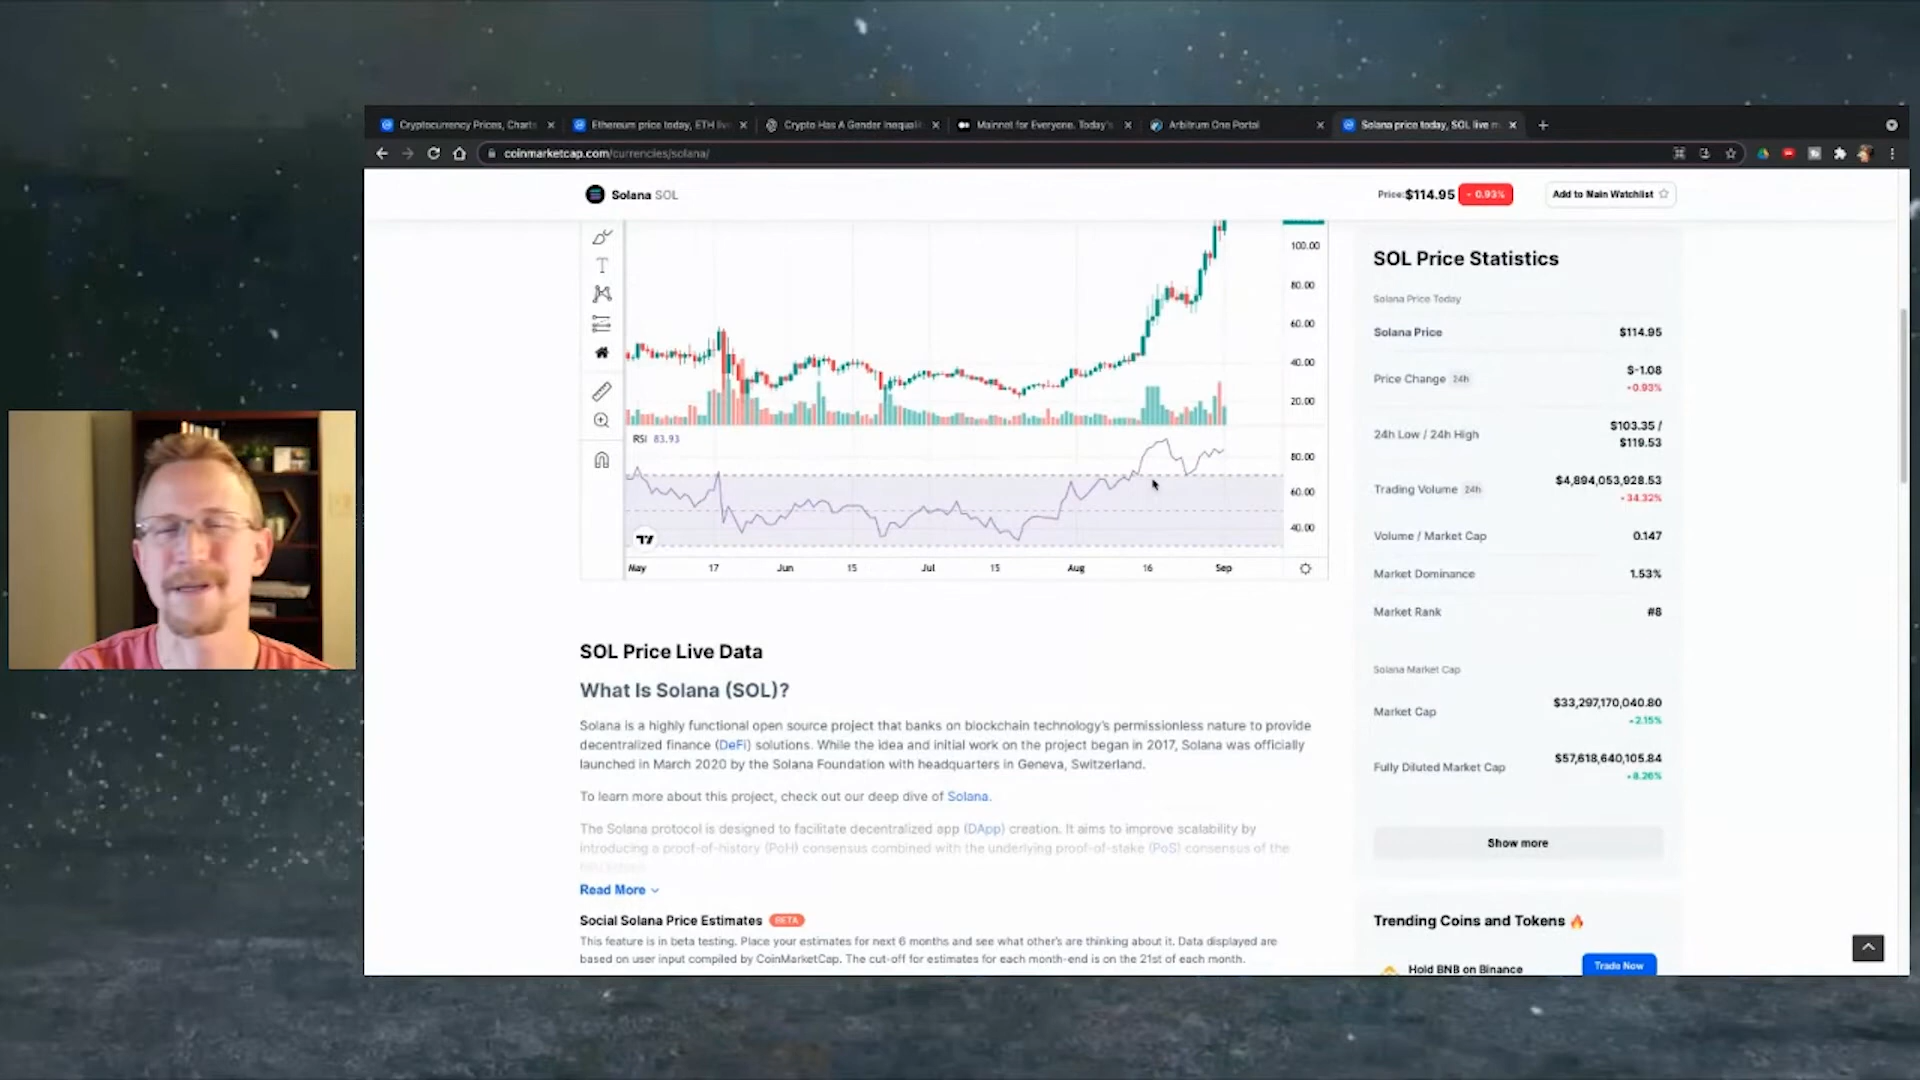 Cryptocurrency Prices, Charts
Ethereum price today, ETH liv
Crypto Has A Gender Inequali
Mainnet for Everyone. Today's
Arbitrum One Portal
Solana price today, SOL live m
coinmarketcap.com/currencies/solana/
Solana SOL
Price:$114.95
- 0.93%
Add to Main Watchlist
100.00
80.00
60.00
40.00
20.00
RSI 83.93
80.00
60.00
40.00
May 17 Jun 15 Jul 15 Aug 16 Sep
SOL Price Live Data
What Is Solana (SOL)?
Solana is a highly functional open source project that banks on blockchain technology's permissionless nature to provide
decentralized finance (DeFi) solutions. While the idea and initial work on the project began in 2017, Solana was officially
launched in March 2020 by the Solana Foundation with headquarters in Geneva, Switzerland.
To learn more about this project, check out our deep dive of Solana.
The Solana protocol is designed to facilitate decentralized app (DApp) creation. It aims to improve scalability by
introducing a proof-of-history (PoH) consensus combined with the underlying proof-of-stake (PoS) consensus of the
Read More
Social Solana Price Estimates BETA
This feature is in beta testing. Place your estimates for next 6 months and see what other's are thinking about it. Data displayed are
based on user input compiled by CoinMarketCap. The cut-off for estimates for each month-end is on the 21st of each month.
SOL Price Statistics
Solana Price Today
Solana Price $114.95
Price Change 24h $-1.08
0.93%
24h Low / 24h High $103.35 /
$119.53
Trading Volume 24h $4,894,053,928.53
34.32%
Volume / Market Cap 0.147
Market Dominance 1.53%
Market Rank #8
Solana Market Cap
Market Cap $33,297,170,040.80
2.15%
Fully Diluted Market Cap $57,618,640,105.84
8.26%
Show more
Trending Coins and Tokens 🔥
Hold BNB on Binance
Trade Now